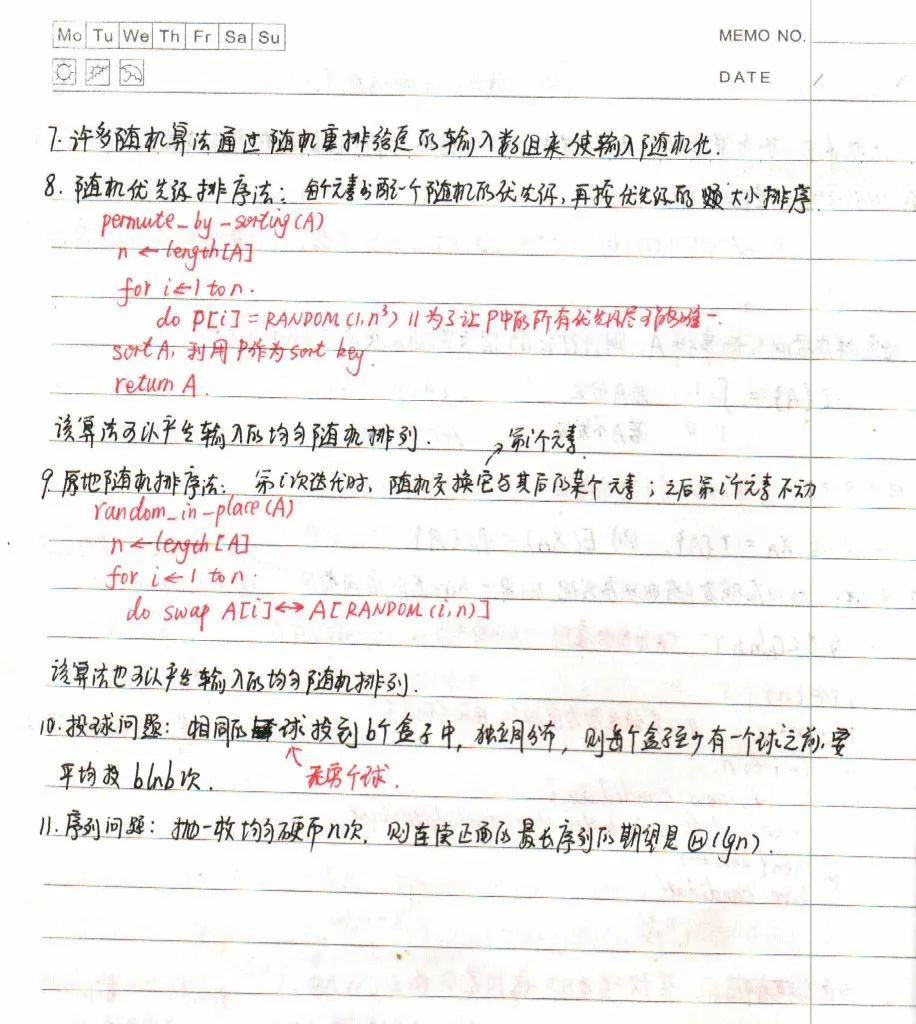 Mo Tu We Th Fr Sa Su
MEMO NO.
DATE / /
7. 许多随机算法通过随机重排给定的输入数组来使输入随机化.
8. 随机优先级排序法: 每个元素分配一个随机的优先级,再按优先级的大小排序.
permute_by_sorting(A)
n ← length[A]
for i ← 1 to n.
do P[i] = RANDOM(1, n³) // 为了让P中的所有优先级尽可能唯一.
sort A, 利用P作为sort key
return A.
该算法可以产生输入的均匀随机排列.
↗第i个元素.
9. 原地随机排序法: 第i次迭代时, 随机交换它与其后的某个元素; 之后第i个元素不动
random_in_place(A)
n ← length[A]
for i ← 1 to n:
do swap A[i] ↔ A[RANDOM(i, n)]
该算法也可以产生输入的均匀随机排列.
10. 投球问题: 相同的球投到b个盒子中, 独立同分布, 则每个盒子至少有一个球之前, 要
平均投 blnb 次. 无穷个球.
11. 序列问题: 抛一枚均匀硬币n次, 则连续正面的最长序列的期望是 Θ(lgn).